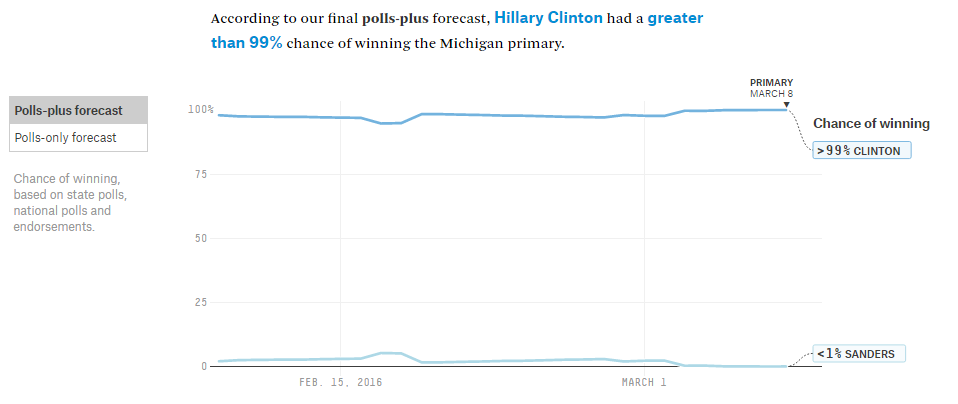 According to our final polls-plus forecast, Hillary Clinton had a greater
than 99% chance of winning the Michigan primary.
Polls-plus forecast
Polls-only forecast
Chance of winning,
based on state polls,
national polls and
endorsements.
PRIMARY
MARCH 8
100%
75
50
25
0
FEB. 15, 2016
MARCH 1
Chance of winning
>99% CLINTON
<1% SANDERS